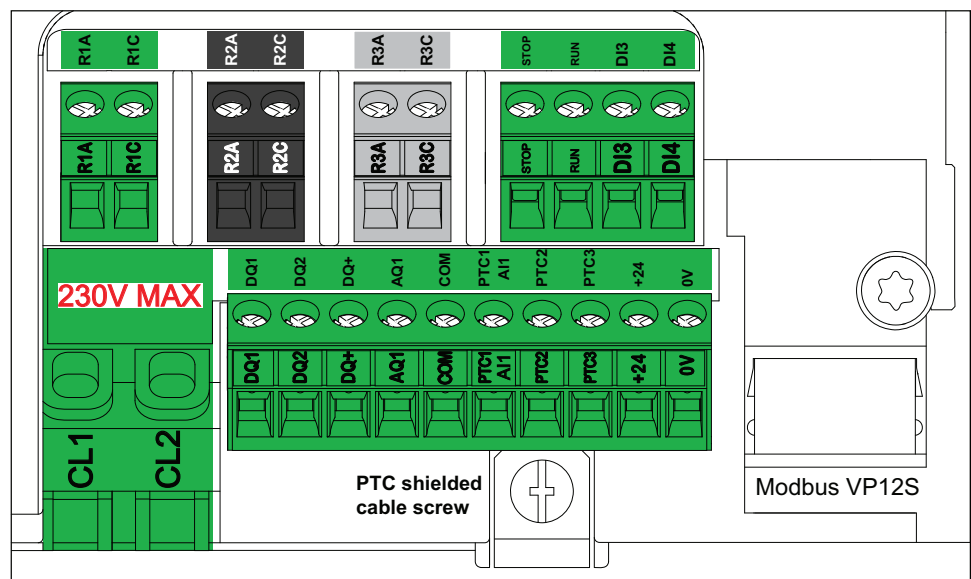 R1A R1C R2A R2C R3A R3C STOP RUN DI3 DI4
R1A R1C R2A R2C R3A R3C STOP RUN DI3 DI4
230V MAX
DQ1 DQ2 DQ+ AQ1 COM PTC1 AI1 PTC2 PTC3 +24 0V
DQ1 DQ2 DQ+ AQ1 COM PTC1 AI1 PTC2 PTC3 +24 0V
CL1 CL2
PTC shielded
cable screw
Modbus VP12S